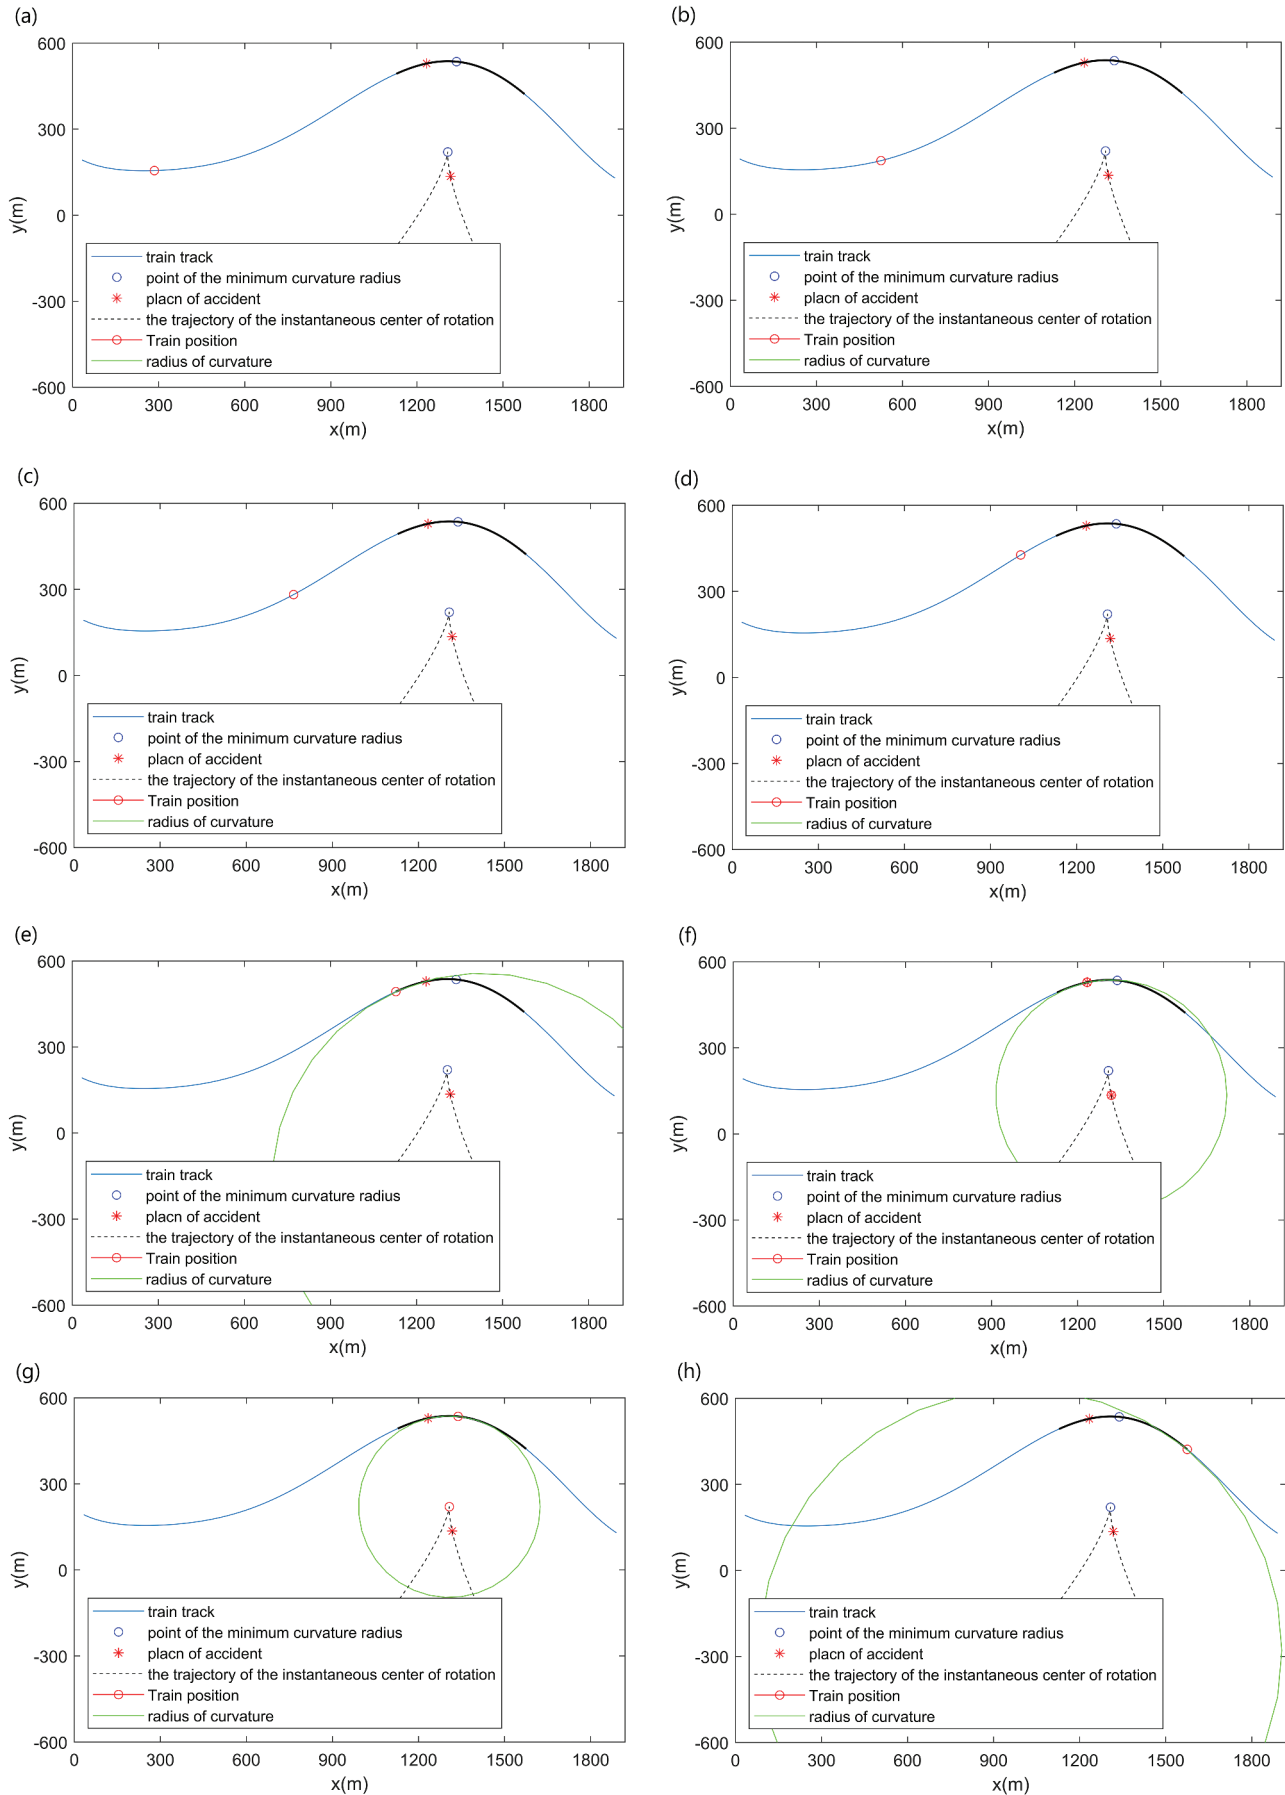 (a)
600
300
0
-300
-600
y(m)
train track
point of the minimum curvature radius
placn of accident
the trajectory of the instantaneous center of rotation
Train position
radius of curvature
0 300 600 900 1200 1500 1800
x(m)
(b)
600
300
0
-300
-600
y(m)
train track
point of the minimum curvature radius
placn of accident
the trajectory of the instantaneous center of rotation
Train position
radius of curvature
0 300 600 900 1200 1500 1800
x(m)
(c)
600
300
0
-300
-600
y(m)
train track
point of the minimum curvature radius
placn of accident
the trajectory of the instantaneous center of rotation
Train position
radius of curvature
0 300 600 900 1200 1500 1800
x(m)
(d)
600
300
0
-300
-600
y(m)
train track
point of the minimum curvature radius
placn of accident
the trajectory of the instantaneous center of rotation
Train position
radius of curvature
0 300 600 900 1200 1500 1800
x(m)
(e)
600
300
0
-300
-600
y(m)
train track
point of the minimum curvature radius
placn of accident
the trajectory of the instantaneous center of rotation
Train position
radius of curvature
0 300 600 900 1200 1500 1800
x(m)
(f)
600
300
0
-300
-600
y(m)
train track
point of the minimum curvature radius
placn of accident
the trajectory of the instantaneous center of rotation
Train position
radius of curvature
0 300 600 900 1200 1500 1800
x(m)
(g)
600
300
0
-300
-600
y(m)
train track
point of the minimum curvature radius
placn of accident
the trajectory of the instantaneous center of rotation
Train position
radius of curvature
0 300 600 900 1200 1500 1800
x(m)
(h)
600
300
0
-300
-600
y(m)
train track
point of the minimum curvature radius
placn of accident
the trajectory of the instantaneous center of rotation
Train position
radius of curvature
0 300 600 900 1200 1500 1800
x(m)